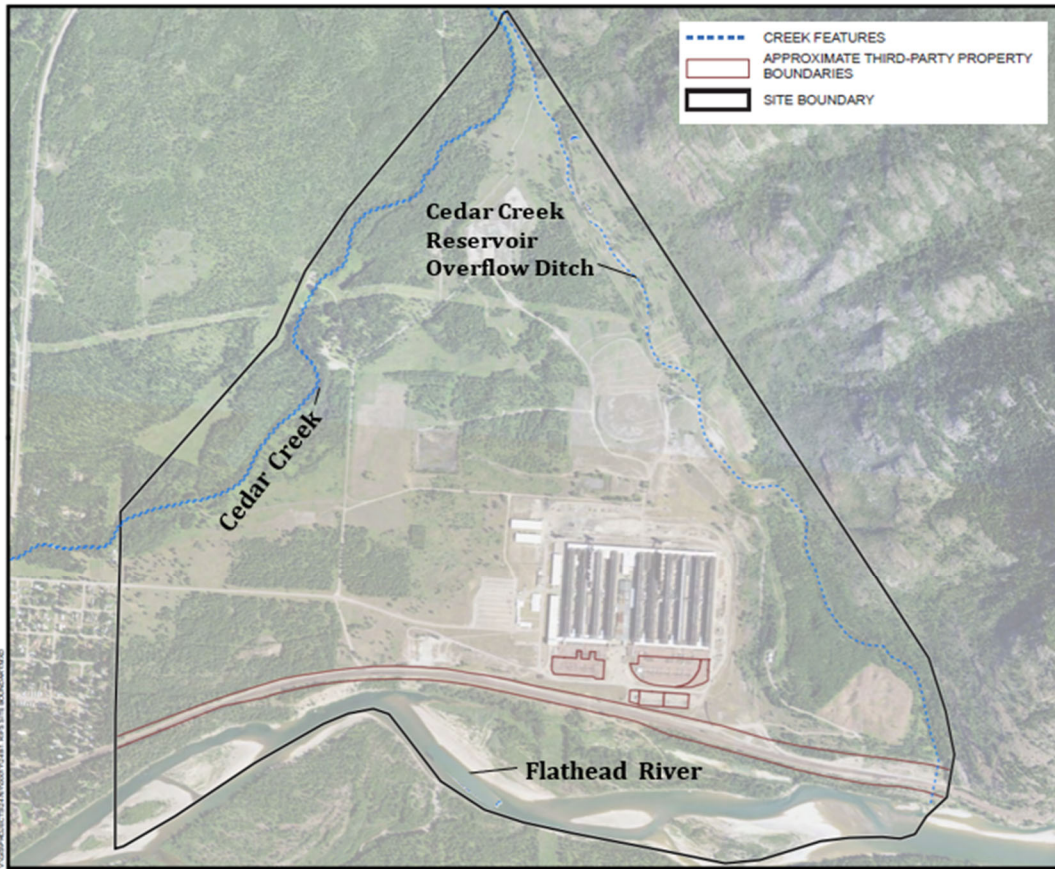 CREEK FEATURES
APPROXIMATE THIRD-PARTY PROPERTY
BOUNDARIES
SITE BOUNDARY
Cedar Creek
Reservoir
Overflow Ditch
Cedar Creek
Flathead River